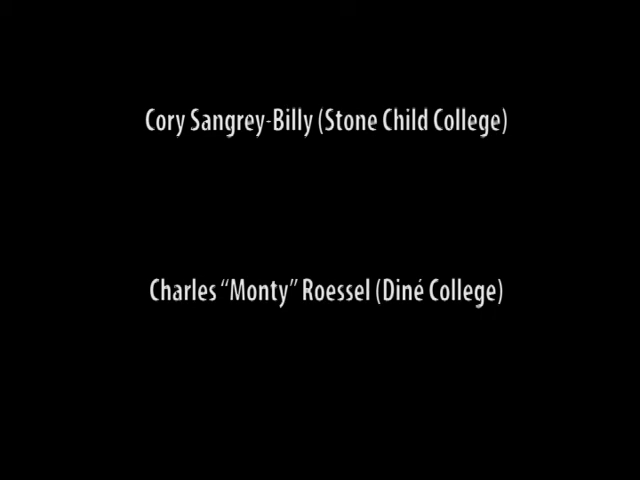 Cory Sangrey-Billy (Stone Child College)
Charles “Monty” Roessel (Diné College)